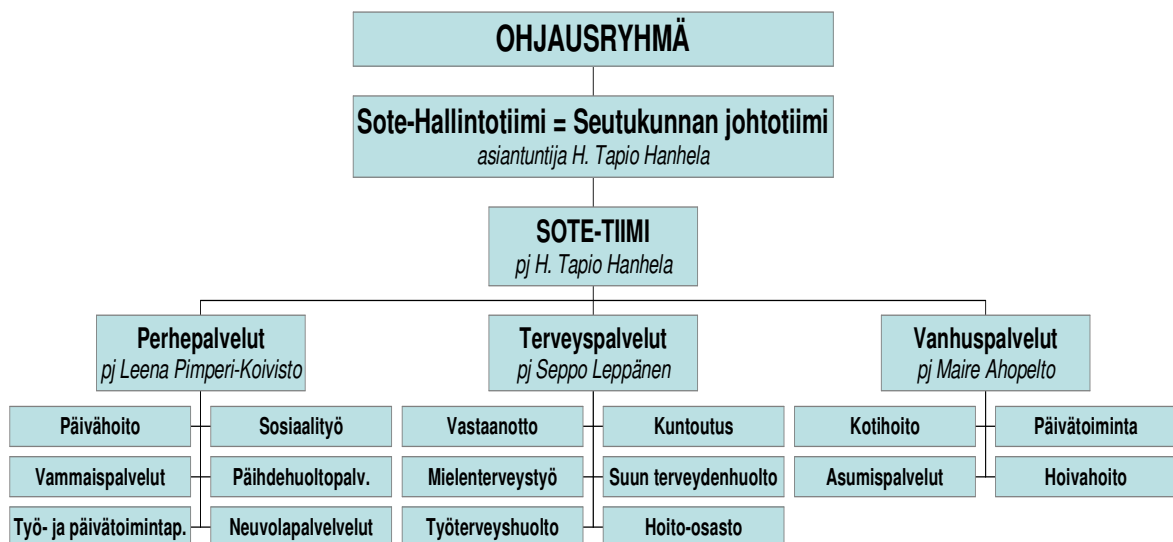 OHJAUSRYHMÄ
Sote-Hallintotiimi = Seutukunnan johtotiimi
asiantuntija H. Tapio Hanhela
SOTE-TIIMI
pj H. Tapio Hanhela
Perhepalvelut
pj Leena Pimperi-Koivisto
Terveyspalvelut
pj Seppo Leppänen
Vanhuspalvelut
pj Maire Ahopelto
Päivähoito
Sosiaalityö
Vammaispalvelut
Päihdehuoltopalv.
Työ- ja päivätoimintap.
Neuvolapalvelvelut
Vastaanotto
Kuntoutus
Mielenterveystyö
Suun terveydenhuolto
Työterveyshuolto
Hoito-osasto
Kotihoito
Päivätoiminta
Asumispalvelut
Hoivahoito